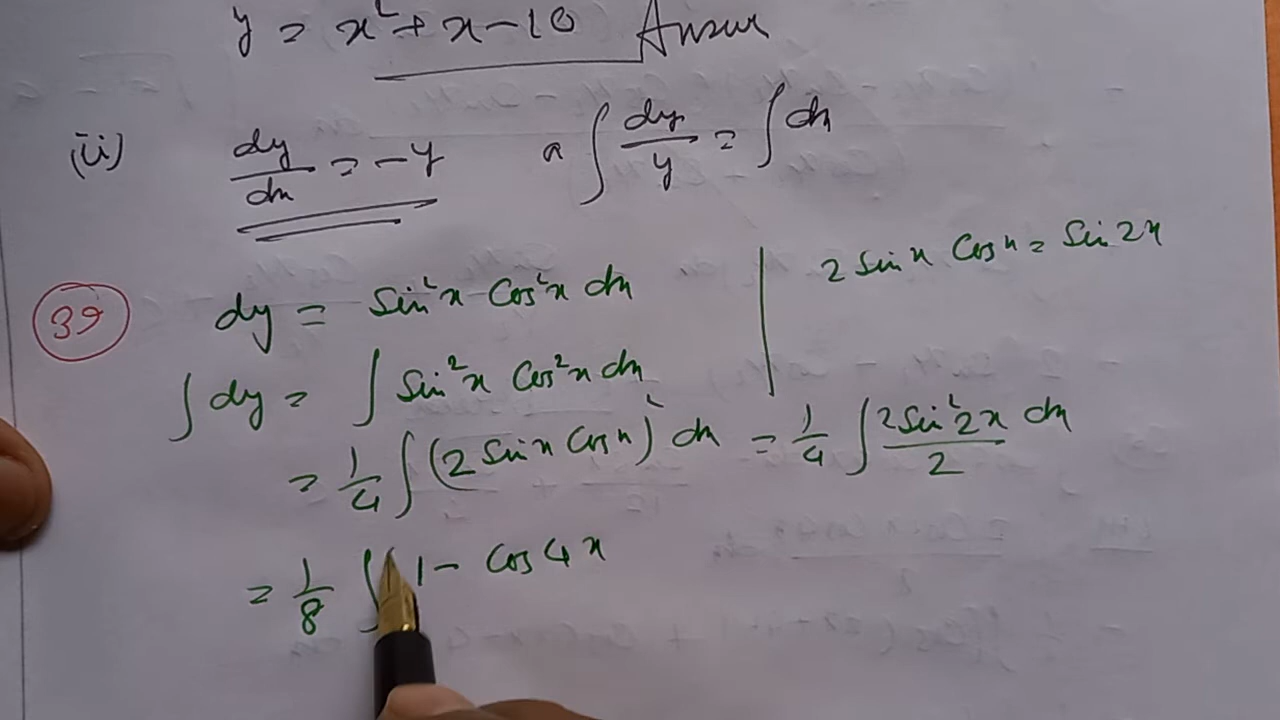 y = x² + x - 10 Answer
(ii) dy/dx = -y a ∫ dy/y = ∫ dx
39 dy = Sin²x Cos²x dx | 2 Sin x Cos x = Sin 2x
∫ dy = ∫ Sin²x Cos²x dx
= 1/4 ∫ (2 Sin x Cos x)² dx = 1/4 ∫ 2 Sin²2x/2 dx
= 1/8 ∫ 1 - Cos 4x